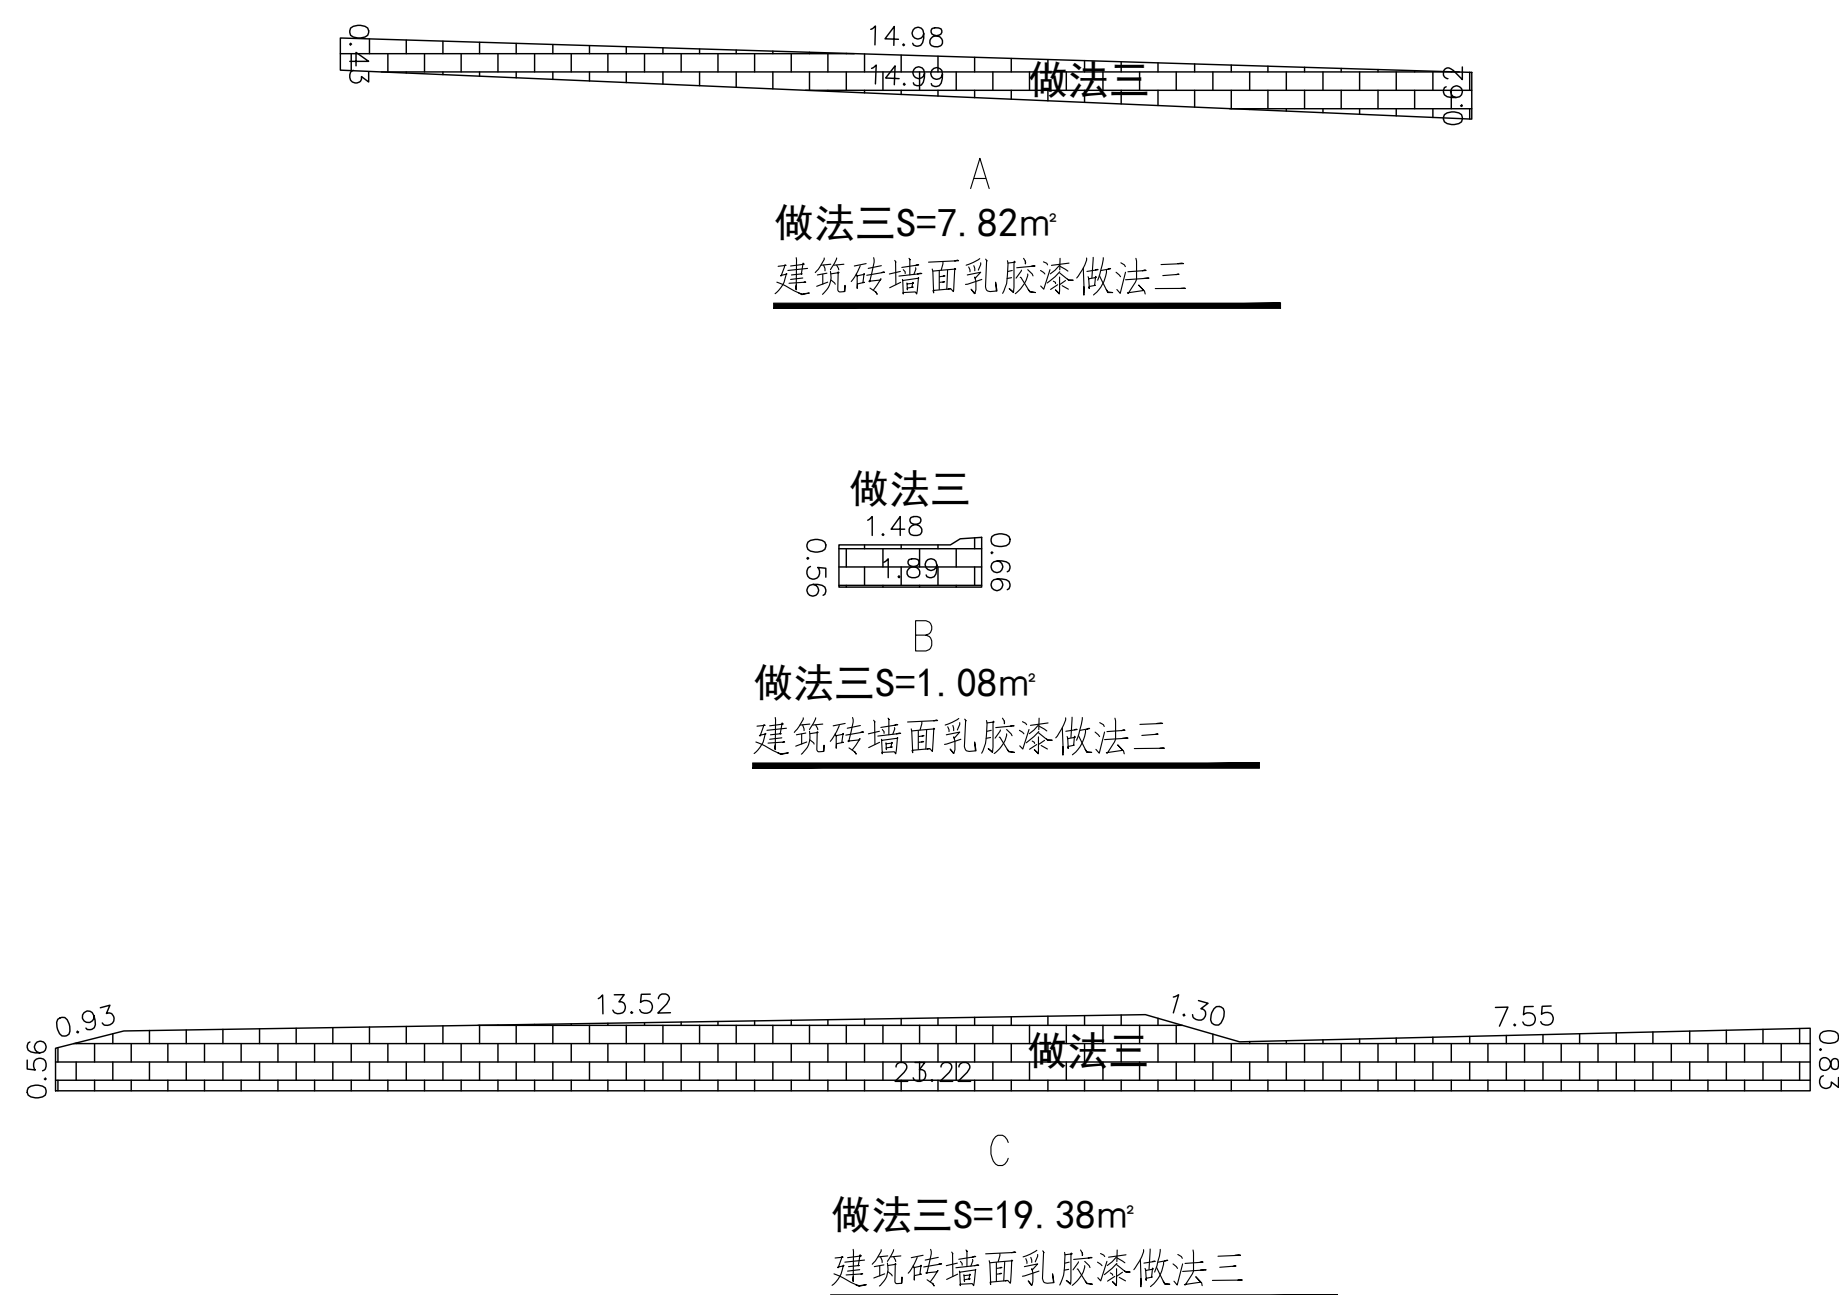 14.98
0.43
14.99
做法三
0.62
A
做法三S=7.82m²
建筑砖墙面乳胶漆做法三
做法三
1.48
0.56
1.89
0.66
B
做法三S=1.08m²
建筑砖墙面乳胶漆做法三
0.93
13.52
1.30
7.55
0.56
做法三
23.22
0.83
C
做法三S=19.38m²
建筑砖墙面乳胶漆做法三